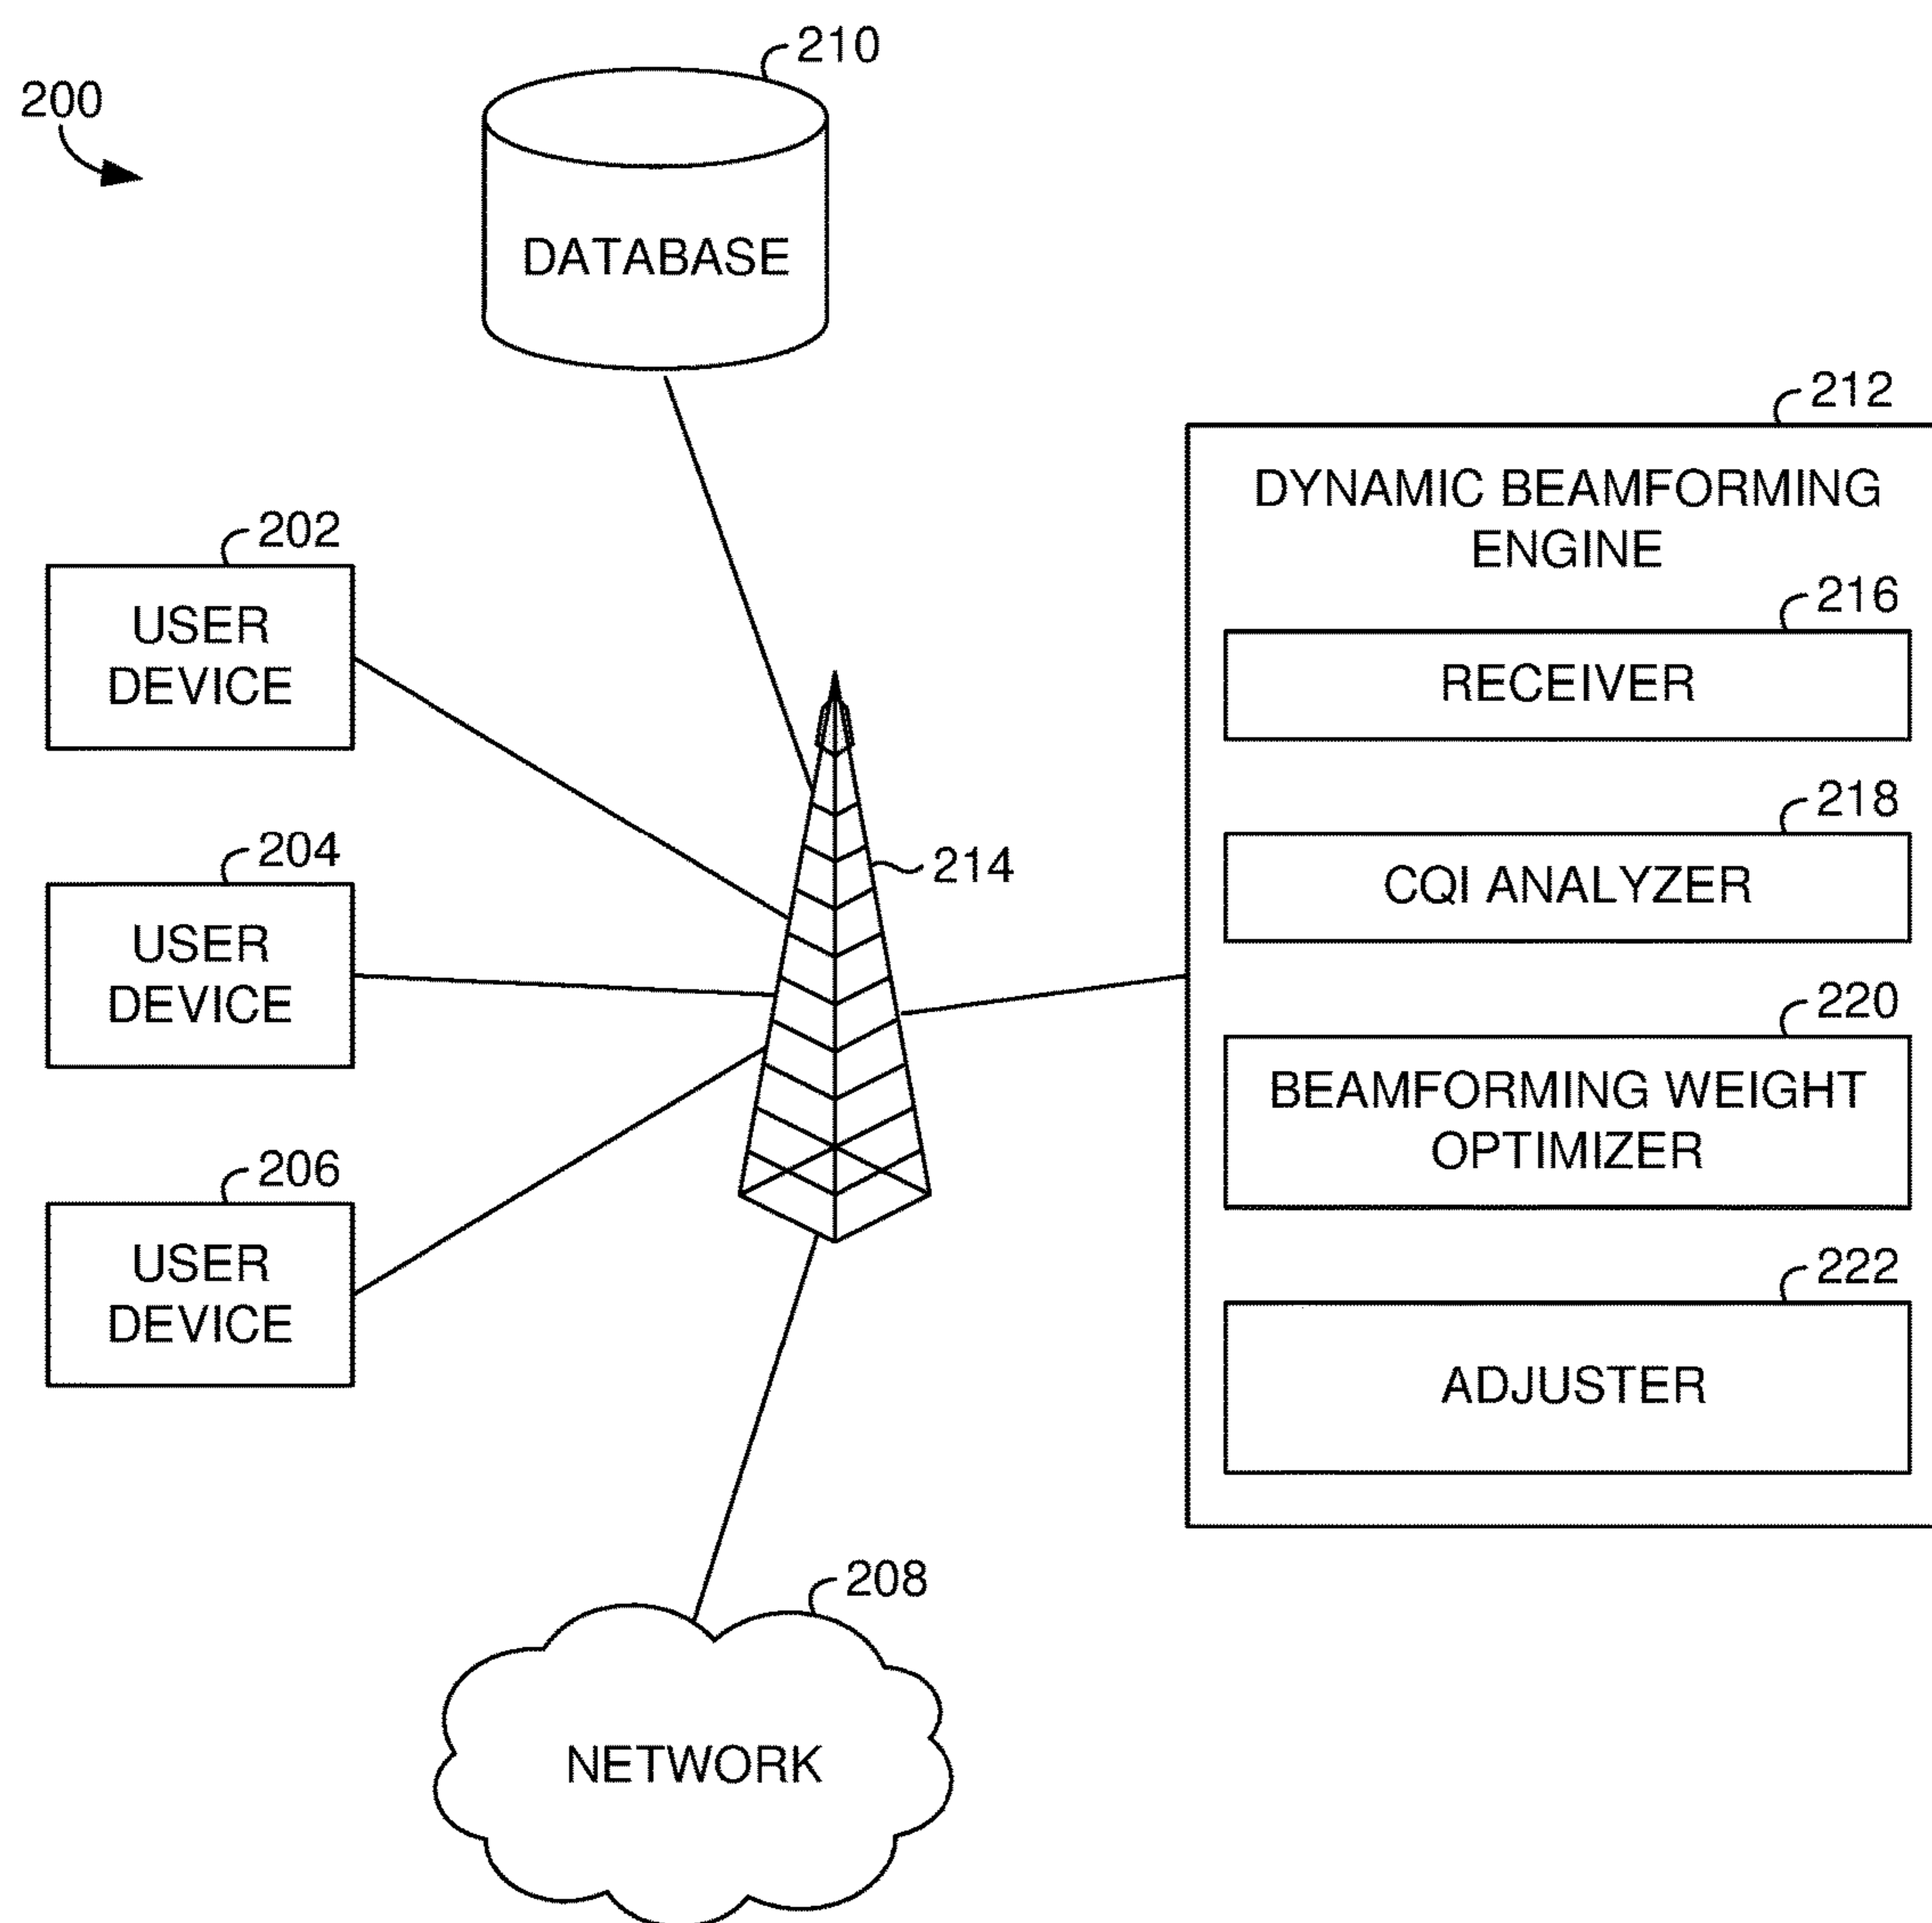 210
200
DATABASE
212
DYNAMIC BEAMFORMING
ENGINE
202
USER
DEVICE
216
RECEIVER
218
CQI ANALYZER
204
USER
DEVICE
214
220
BEAMFORMING WEIGHT
OPTIMIZER
206
USER
DEVICE
222
ADJUSTER
208
NETWORK